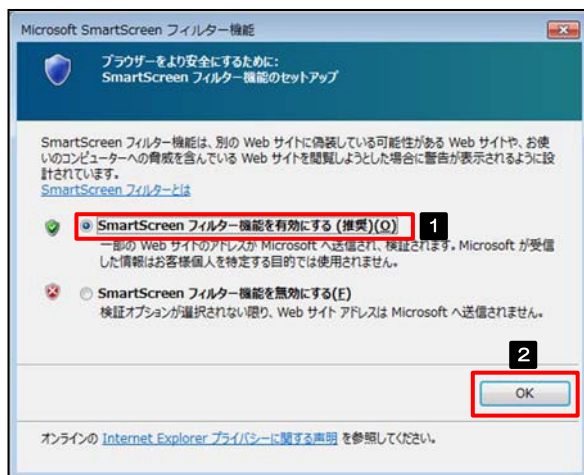 Microsoft SmartScreen フィルター機能
ブラウザーをより安全にするために:
SmartScreen フィルター機能のセットアップ
SmartScreen フィルター機能は、別の Web サイトに偽装している可能性がある Web サイトや、お使
いのコンピューターへの脅威を含んでいる Web サイトを閲覧しようとした場合に警告が表示されるように設
計されています。
SmartScreen フィルターとは
SmartScreen フィルター機能を有効にする (推奨)(O) 1
一部の Web サイトのアドレスが Microsoft へ送信され、検証されます。Microsoft が受信
した情報はお客様個人を特定する目的では使用されません。
SmartScreen フィルター機能を無効にする(F)
検証オプションが選択されない限り、Web サイト アドレスは Microsoft へ送信されません。
2
OK
オンラインの Internet Explorer プライバシーに関する声明 を参照してください。